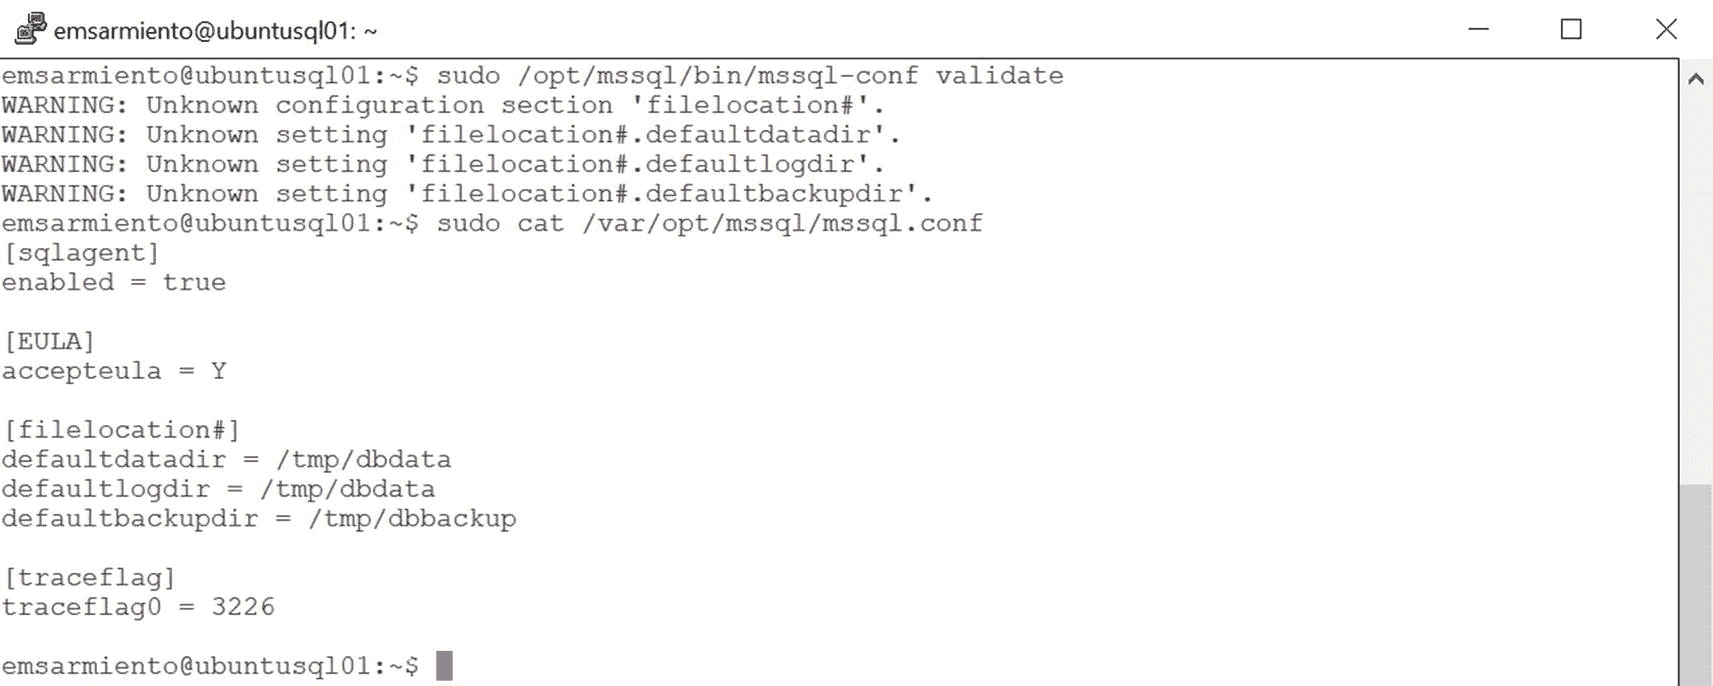 emsarmiento@ubuntusql01: ~
emsarmiento@ubuntusql01:~$ sudo /opt/mssql/bin/mssql-conf validate
WARNING: Unknown configuration section 'filelocation#'.
WARNING: Unknown setting 'filelocation#.defaultdatadir'.
WARNING: Unknown setting 'filelocation#.defaultlogdir'.
WARNING: Unknown setting 'filelocation#.defaultbackupdir'.
emsarmiento@ubuntusql01:~$ sudo cat /var/opt/mssql/mssql.conf
[sqlagent]
enabled = true
[EULA]
accepteula = Y
[filelocation#]
defaultdatadir = /tmp/dbdata
defaultlogdir = /tmp/dbdata
defaultbackupdir = /tmp/dbbackup
[traceflag]
traceflag0 = 3226
emsarmiento@ubuntusql01:~$